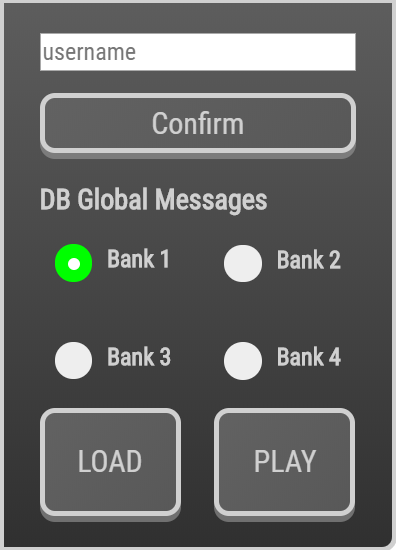 username
Confirm
DB Global Messages
Bank 1 Bank 2
Bank 3 Bank 4
LOAD PLAY